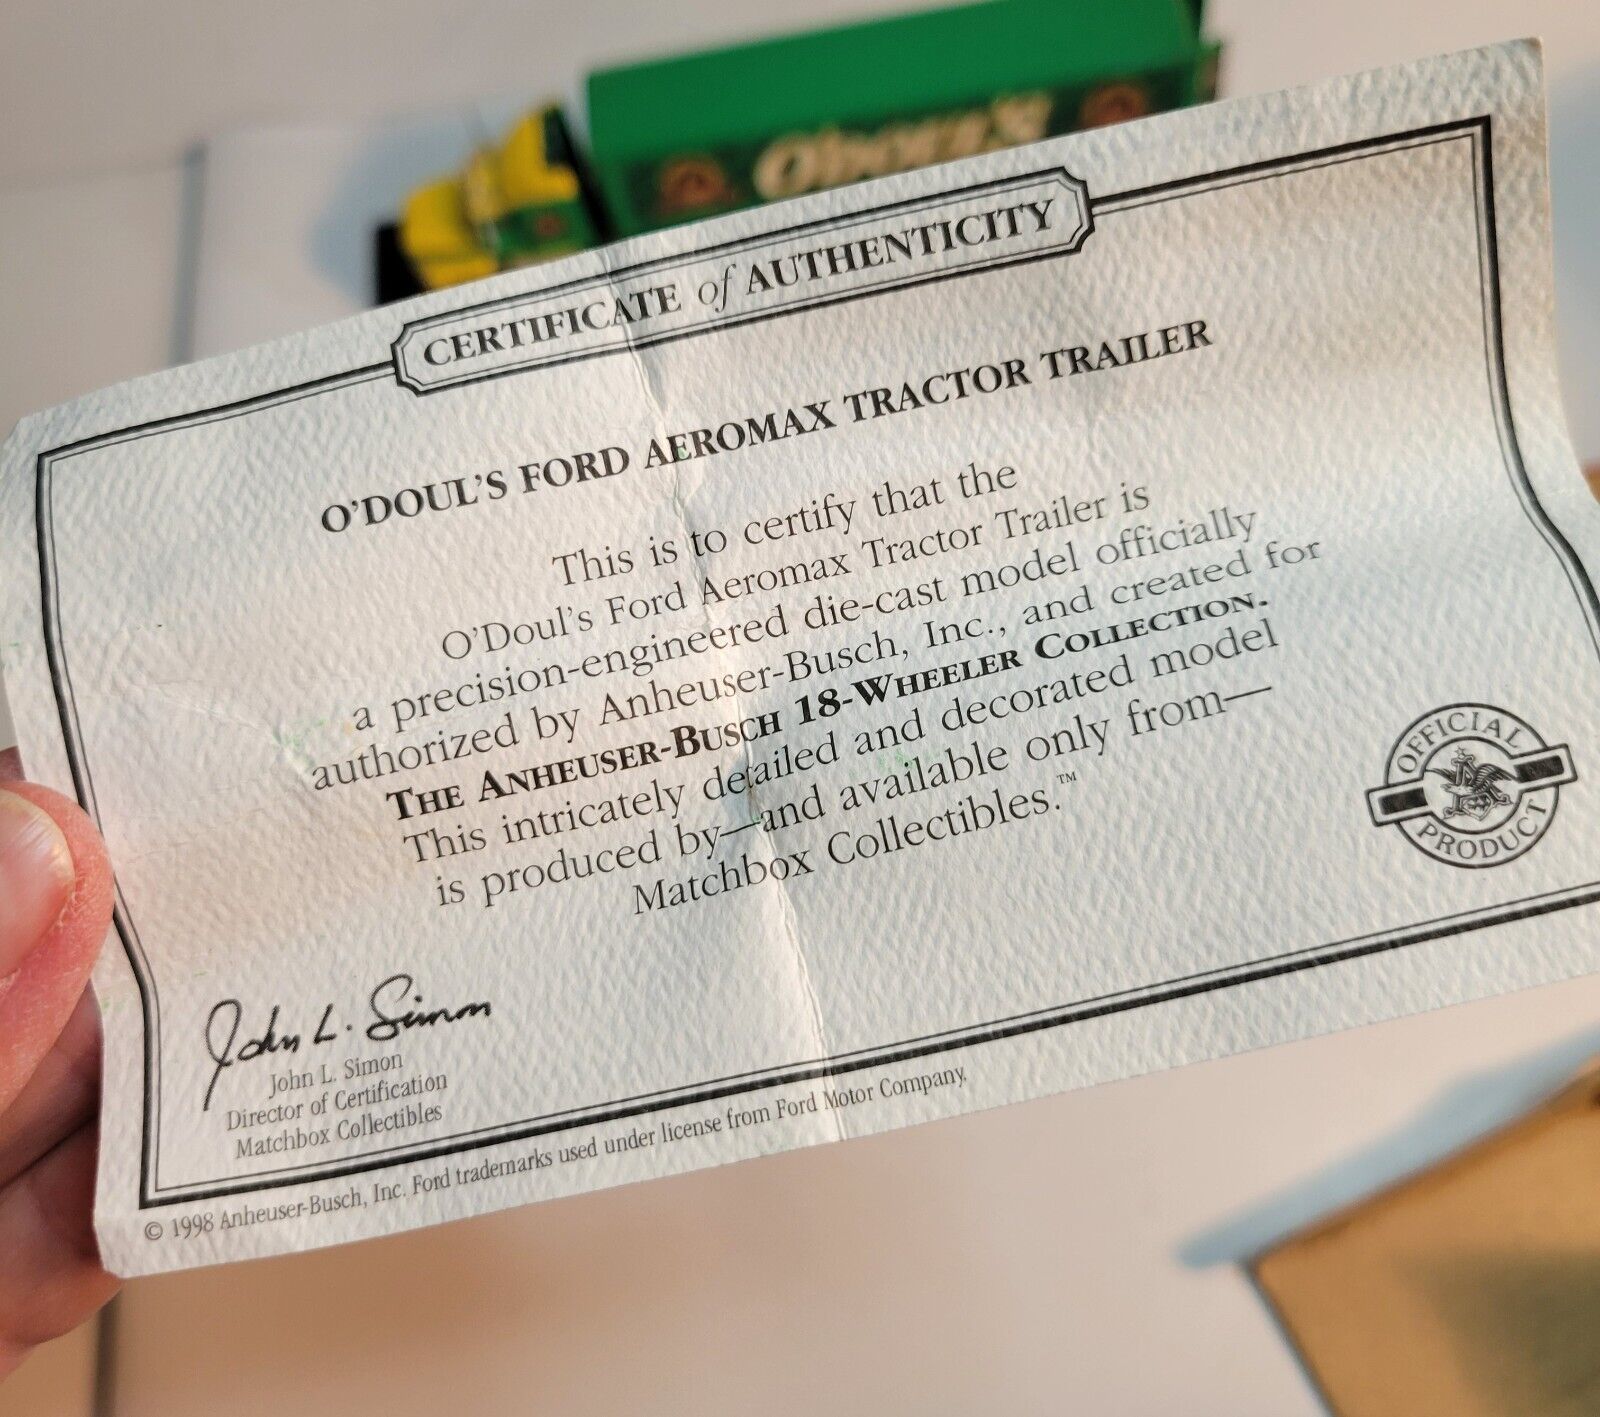 O'Doul's
CERTIFICATE of AUTHENTICITY
O'DOUL'S FORD AEROMAX TRACTOR TRAILER
This is to certify that the
O'Doul's Ford Aeromax Tractor Trailer is
a precision-engineered die-cast model officially
authorized by Anheuser-Busch, Inc., and created for
THE ANHEUSER-BUSCH 18-WHEELER COLLECTION.
This intricately detailed and decorated model
is produced by—and available only from—
Matchbox Collectibles.™
OFFICIAL
PRODUCT
John L. Simon
John L. Simon
Director of Certification
Matchbox Collectibles
© 1998 Anheuser-Busch, Inc. Ford trademarks used under license from Ford Motor Company.